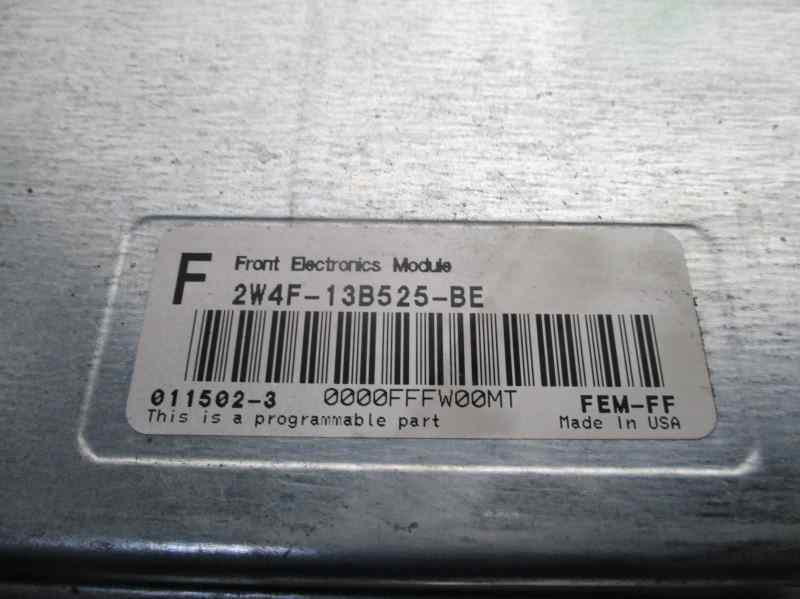 F Front Electronics Module
2W4F-13B525-BE
011502-3 0000FFFW00MT FEM-FF
This is a programmable part Made In USA